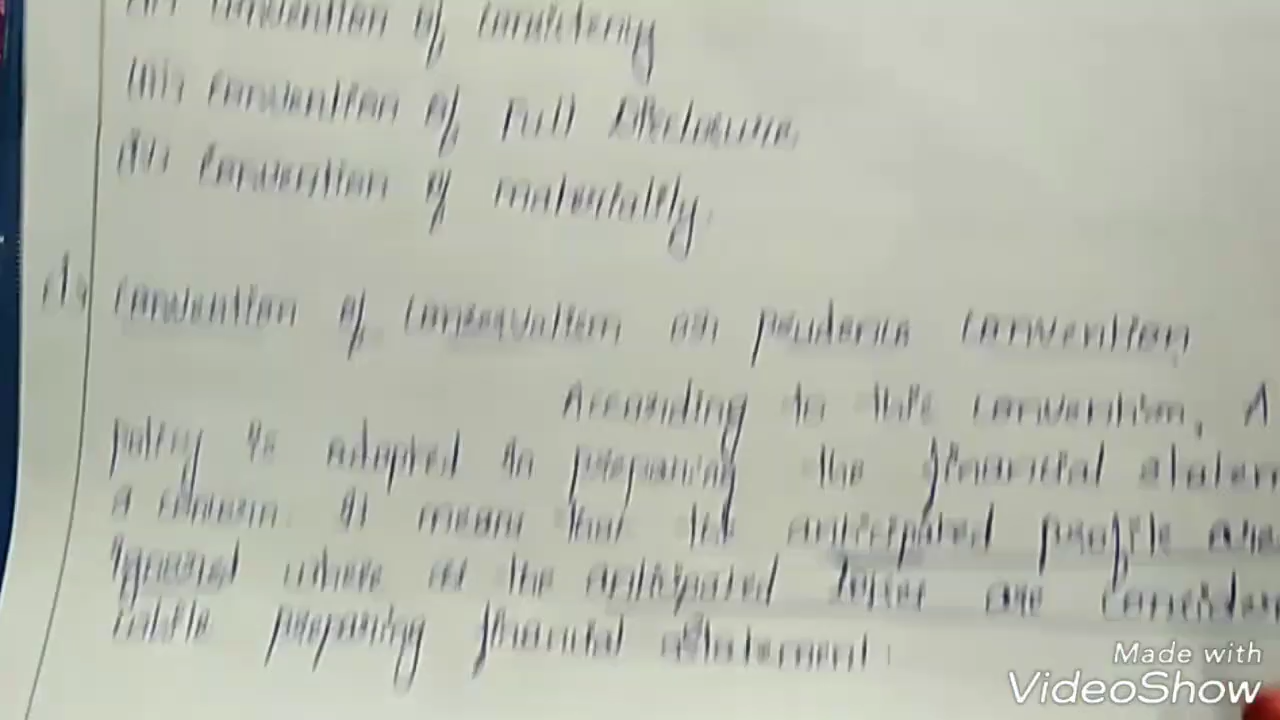 (ii) convention of consistency
(iii) convention of Full Disclosure.
(iv) convention of materiality.
1. convention of conservatism or prudence convention
According to this convention, A
policy is adopted in preparing the financial statem
a concern. It means that the anticipated profits are
ignored where as the anticipated losses are consider
while preparing financial statement.
Made with
VideoShow